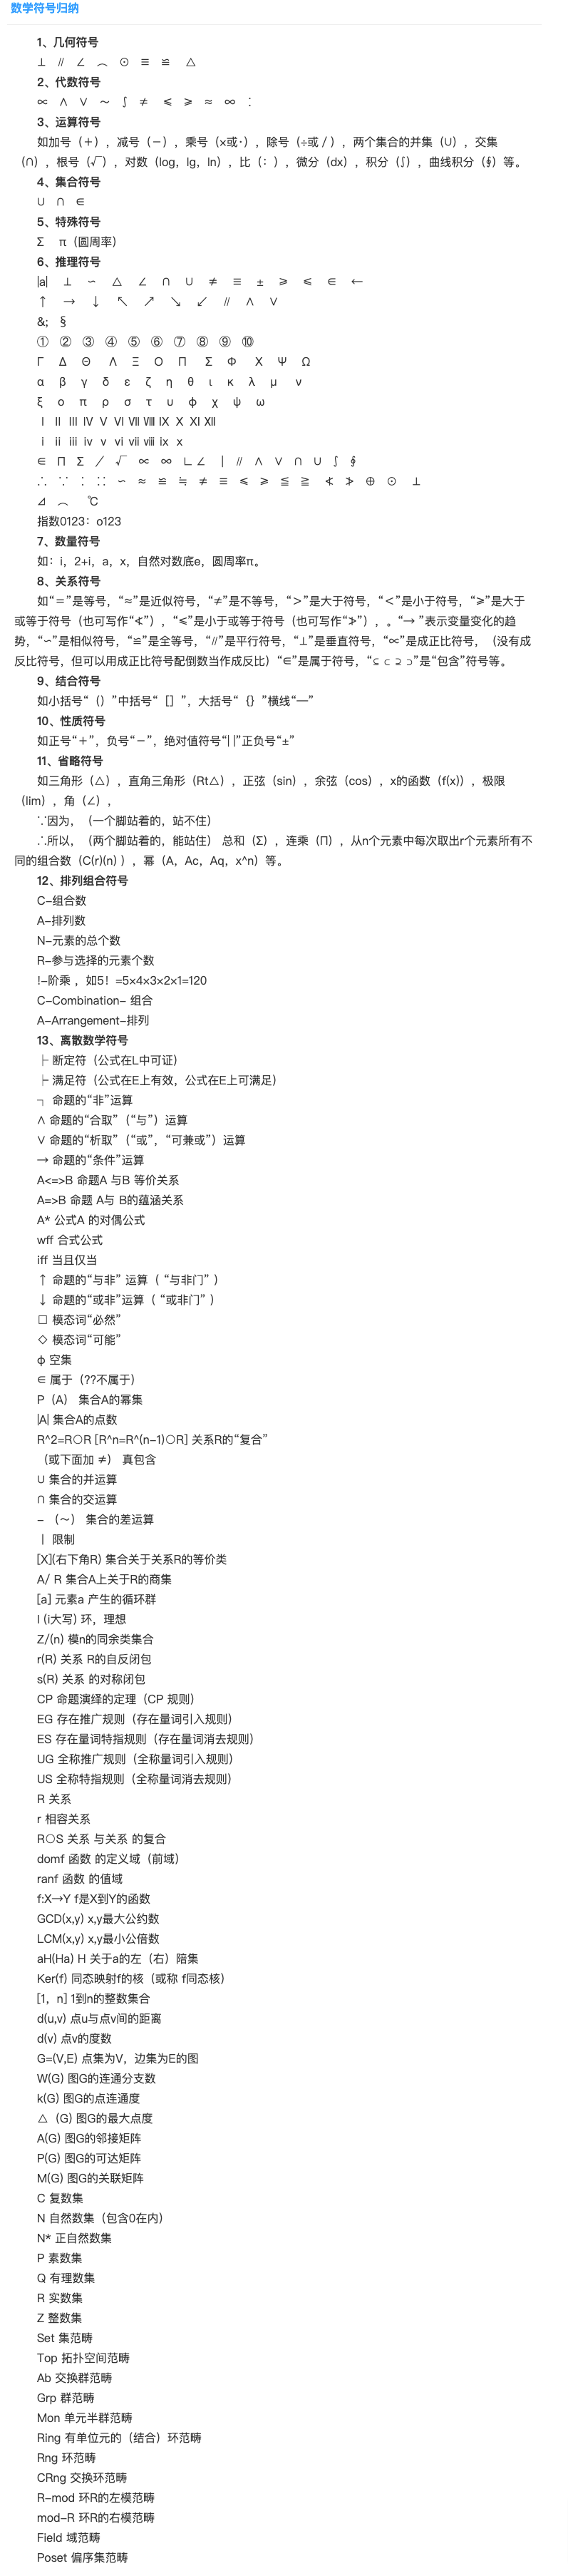 数学符号归纳
1、几何符号
⊥ ∥ ∠ ⌒ ⊙ ≡ ≌ △
2、代数符号
∝ ∧ ∨ ～ ∫ ≠ ≤ ≥ ≈ ∞ ∶
3、运算符号
如加号（＋），减号（－），乘号（×或·），除号（÷或／），两个集合的并集（∪），交集
（∩），根号（√￣），对数（log，lg，ln），比（：），微分（dx），积分（∫），曲线积分（∮）等。
4、集合符号
∪ ∩ ∈
5、特殊符号
Σ π（圆周率）
6、推理符号
|a| ⊥ ∽ △ ∠ ∩ ∪ ≠ ≡ ± ≥ ≤ ∈ ←
↑ → ↓ ↖ ↗ ↘ ↙ ∥ ∧ ∨
&; §
① ② ③ ④ ⑤ ⑥ ⑦ ⑧ ⑨ ⑩
Γ Δ Θ Λ Ξ Ο Π Σ Φ Χ Ψ Ω
α β γ δ ε ζ η θ ι κ λ μ ν
ξ ο π ρ σ τ υ φ χ ψ ω
Ⅰ Ⅱ Ⅲ Ⅳ Ⅴ Ⅵ Ⅶ Ⅷ Ⅸ Ⅹ Ⅺ Ⅻ
ⅰ ⅱ ⅲ ⅳ ⅴ ⅵ ⅶ ⅷ ⅸ ⅹ
∈ ∏ ∑ ∕ √￣ ∝ ∞ ∟∠ ∣ ∥ ∧ ∨ ∩ ∪ ∫ ∮
∴ ∵ ∶ ∷ ∽ ≈ ≌ ≒ ≠ ≡ ≤ ≥ ≦ ≧ ≮ ≯ ⊕ ⊙ ⊥
⊿ ⌒ ℃
指数0123：o123
7、数量符号
如：i，2+i，a，x，自然对数底e，圆周率π。
8、关系符号
如“＝”是等号，“≈”是近似符号，“≠”是不等号，“＞”是大于符号，“＜”是小于符号，“≥”是大于
或等于符号（也可写作“≮”），“≤”是小于或等于符号（也可写作“≯”），。“→ ”表示变量变化的趋
势，“∽”是相似符号，“≌”是全等号，“∥”是平行符号，“⊥”是垂直符号，“∝”是成正比符号，（没有成
反比符号，但可以用成正比符号配倒数当作成反比）“∈”是属于符号，“⊆ ⊂ ⊇ ⊃”是“包含”符号等。
9、结合符号
如小括号“（）”中括号“［］”，大括号“｛｝”横线“—”
10、性质符号
如正号“＋”，负号“－”，绝对值符号“| |”正负号“±”
11、省略符号
如三角形（△），直角三角形（Rt△），正弦（sin），余弦（cos），x的函数（f(x)），极限
（lim），角（∠），
∵因为，（一个脚站着的，站不住）
∴所以，（两个脚站着的，能站住） 总和（Σ），连乘（Π），从n个元素中每次取出r个元素所有不
同的组合数（C(r)(n) ），幂（A，Ac，Aq，x^n）等。
12、排列组合符号
C-组合数
A-排列数
N-元素的总个数
R-参与选择的元素个数
!-阶乘 ，如5！=5×4×3×2×1=120
C-Combination- 组合
A-Arrangement-排列
13、离散数学符号
├ 断定符（公式在L中可证）
╞ 满足符（公式在E上有效，公式在E上可满足）
┐ 命题的“非”运算
∧ 命题的“合取”（“与”）运算
∨ 命题的“析取”（“或”，“可兼或”）运算
→ 命题的“条件”运算
A<=>B 命题A 与B 等价关系
A=>B 命题 A与 B的蕴涵关系
A* 公式A 的对偶公式
wff 合式公式
iff 当且仅当
↑ 命题的“与非” 运算（ “与非门” ）
↓ 命题的“或非”运算（ “或非门” ）
□ 模态词“必然”
◇ 模态词“可能”
φ 空集
∈ 属于（??不属于）
P（A） 集合A的幂集
|A| 集合A的点数
R^2=R○R [R^n=R^(n-1)○R] 关系R的“复合”
（或下面加 ≠） 真包含
∪ 集合的并运算
∩ 集合的交运算
- （～） 集合的差运算
〡 限制
[X](右下角R) 集合关于关系R的等价类
A/ R 集合A上关于R的商集
[a] 元素a 产生的循环群
I (i大写) 环，理想
Z/(n) 模n的同余类集合
r(R) 关系 R的自反闭包
s(R) 关系 的对称闭包
CP 命题演绎的定理（CP 规则）
EG 存在推广规则（存在量词引入规则）
ES 存在量词特指规则（存在量词消去规则）
UG 全称推广规则（全称量词引入规则）
US 全称特指规则（全称量词消去规则）
R 关系
r 相容关系
R○S 关系 与关系 的复合
domf 函数 的定义域（前域）
ranf 函数 的值域
f:X→Y f是X到Y的函数
GCD(x,y) x,y最大公约数
LCM(x,y) x,y最小公倍数
aH(Ha) H 关于a的左（右）陪集
Ker(f) 同态映射f的核（或称 f同态核）
[1，n] 1到n的整数集合
d(u,v) 点u与点v间的距离
d(v) 点v的度数
G=(V,E) 点集为V，边集为E的图
W(G) 图G的连通分支数
k(G) 图G的点连通度
△（G) 图G的最大点度
A(G) 图G的邻接矩阵
P(G) 图G的可达矩阵
M(G) 图G的关联矩阵
C 复数集
N 自然数集（包含0在内）
N* 正自然数集
P 素数集
Q 有理数集
R 实数集
Z 整数集
Set 集范畴
Top 拓扑空间范畴
Ab 交换群范畴
Grp 群范畴
Mon 单元半群范畴
Ring 有单位元的（结合）环范畴
Rng 环范畴
CRng 交换环范畴
R-mod 环R的左模范畴
mod-R 环R的右模范畴
Field 域范畴
Poset 偏序集范畴